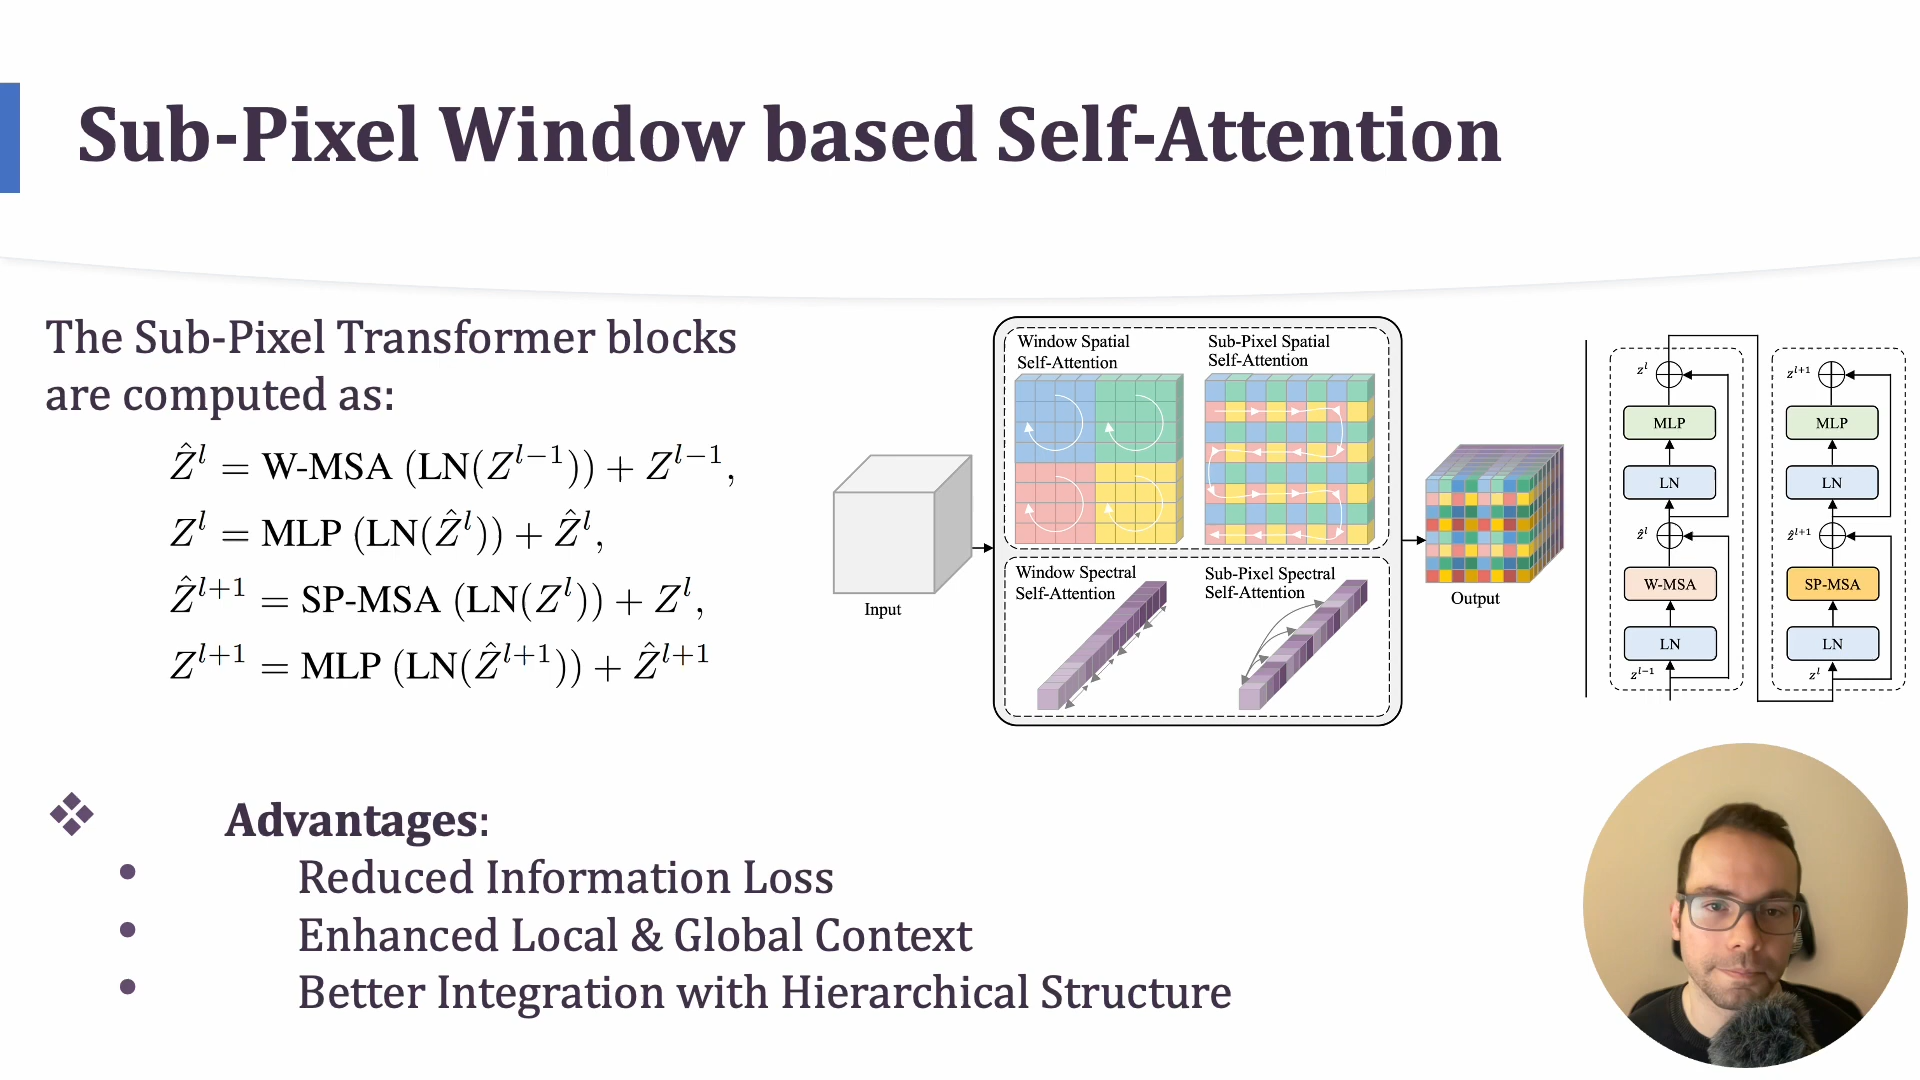 Sub-Pixel Window based Self-Attention
The Sub-Pixel Transformer blocks
are computed as:
Ẑ^l = W-MSA (LN(Z^{l−1})) + Z^{l−1},
Z^l = MLP (LN(Ẑ^l)) + Ẑ^l,
Ẑ^{l+1} = SP-MSA (LN(Z^l)) + Z^l,
Z^{l+1} = MLP (LN(Ẑ^{l+1})) + Ẑ^{l+1}
Input
Window Spatial
Self-Attention
Sub-Pixel Spatial
Self-Attention
Window Spectral
Self-Attention
Sub-Pixel Spectral
Self-Attention
Output
z^l
MLP
LN
ẑ^l
W-MSA
LN
z^{l−1}
z^{l+1}
MLP
LN
ẑ^{l+1}
SP-MSA
LN
z^l
❖ Advantages:
• Reduced Information Loss
• Enhanced Local & Global Context
• Better Integration with Hierarchical Structure